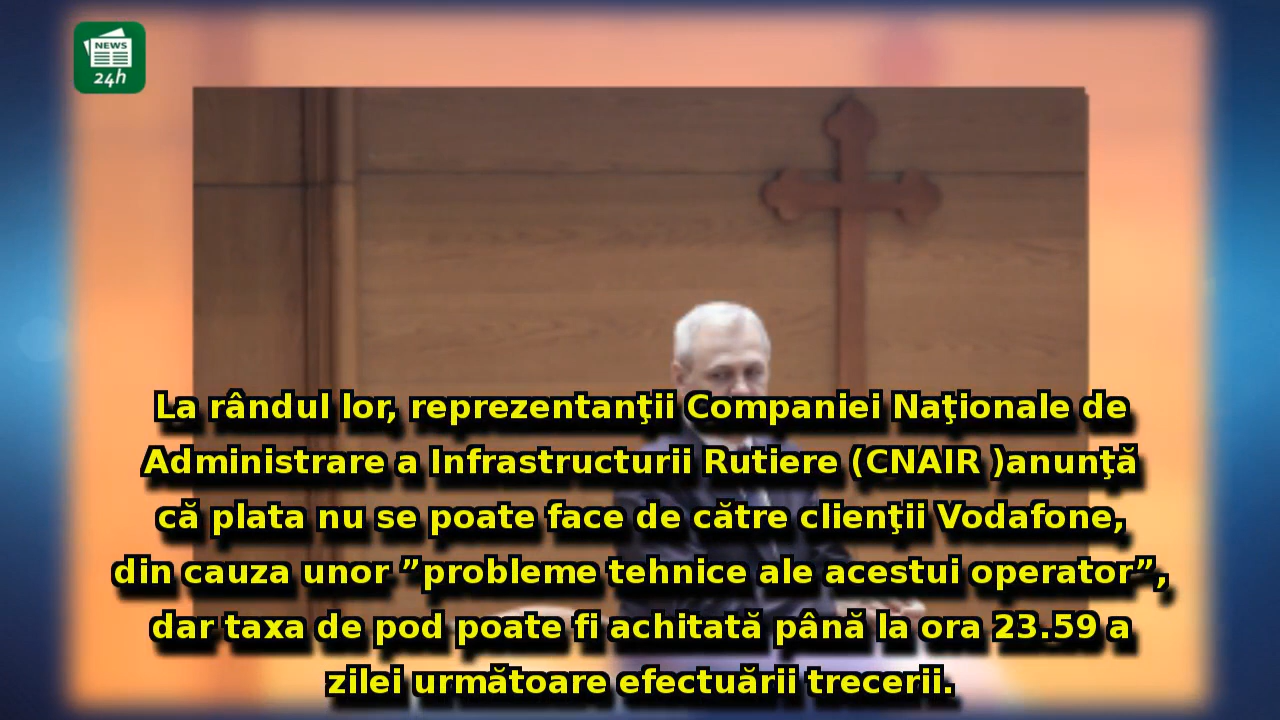 NEWS
24h
La rândul lor, reprezentanţii Companiei Naţionale de
Administrare a Infrastructurii Rutiere (CNAIR )anunţă
că plata nu se poate face de către clienţii Vodafone,
din cauza unor ”probleme tehnice ale acestui operator”,
dar taxa de pod poate fi achitată până la ora 23.59 a
zilei următoare efectuării trecerii.